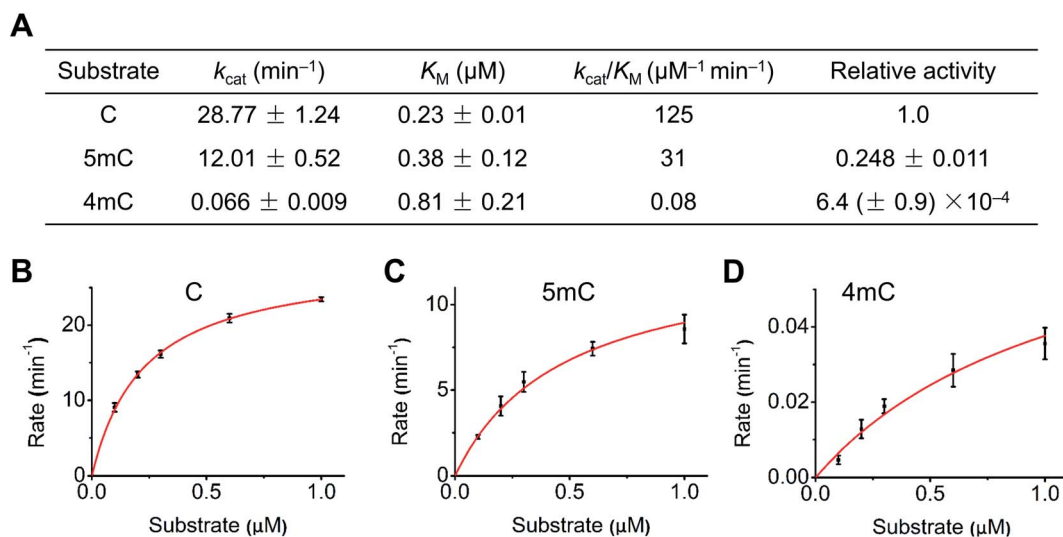 A
Substrate kcat (min⁻¹) KM (μM) kcat/KM (μM⁻¹ min⁻¹) Relative activity
C 28.77 ± 1.24 0.23 ± 0.01 125 1.0
5mC 12.01 ± 0.52 0.38 ± 0.12 31 0.248 ± 0.011
4mC 0.066 ± 0.009 0.81 ± 0.21 0.08 6.4 (± 0.9) ×10⁻⁴
B
C
Rate (min⁻¹)
20
10
0
0.0 0.5 1.0
Substrate (μM)
C
5mC
Rate (min⁻¹)
10
5
0
0.0 0.5 1.0
Substrate (μM)
D
4mC
Rate (min⁻¹)
0.04
0.02
0.00
0.0 0.5 1.0
Substrate (μM)